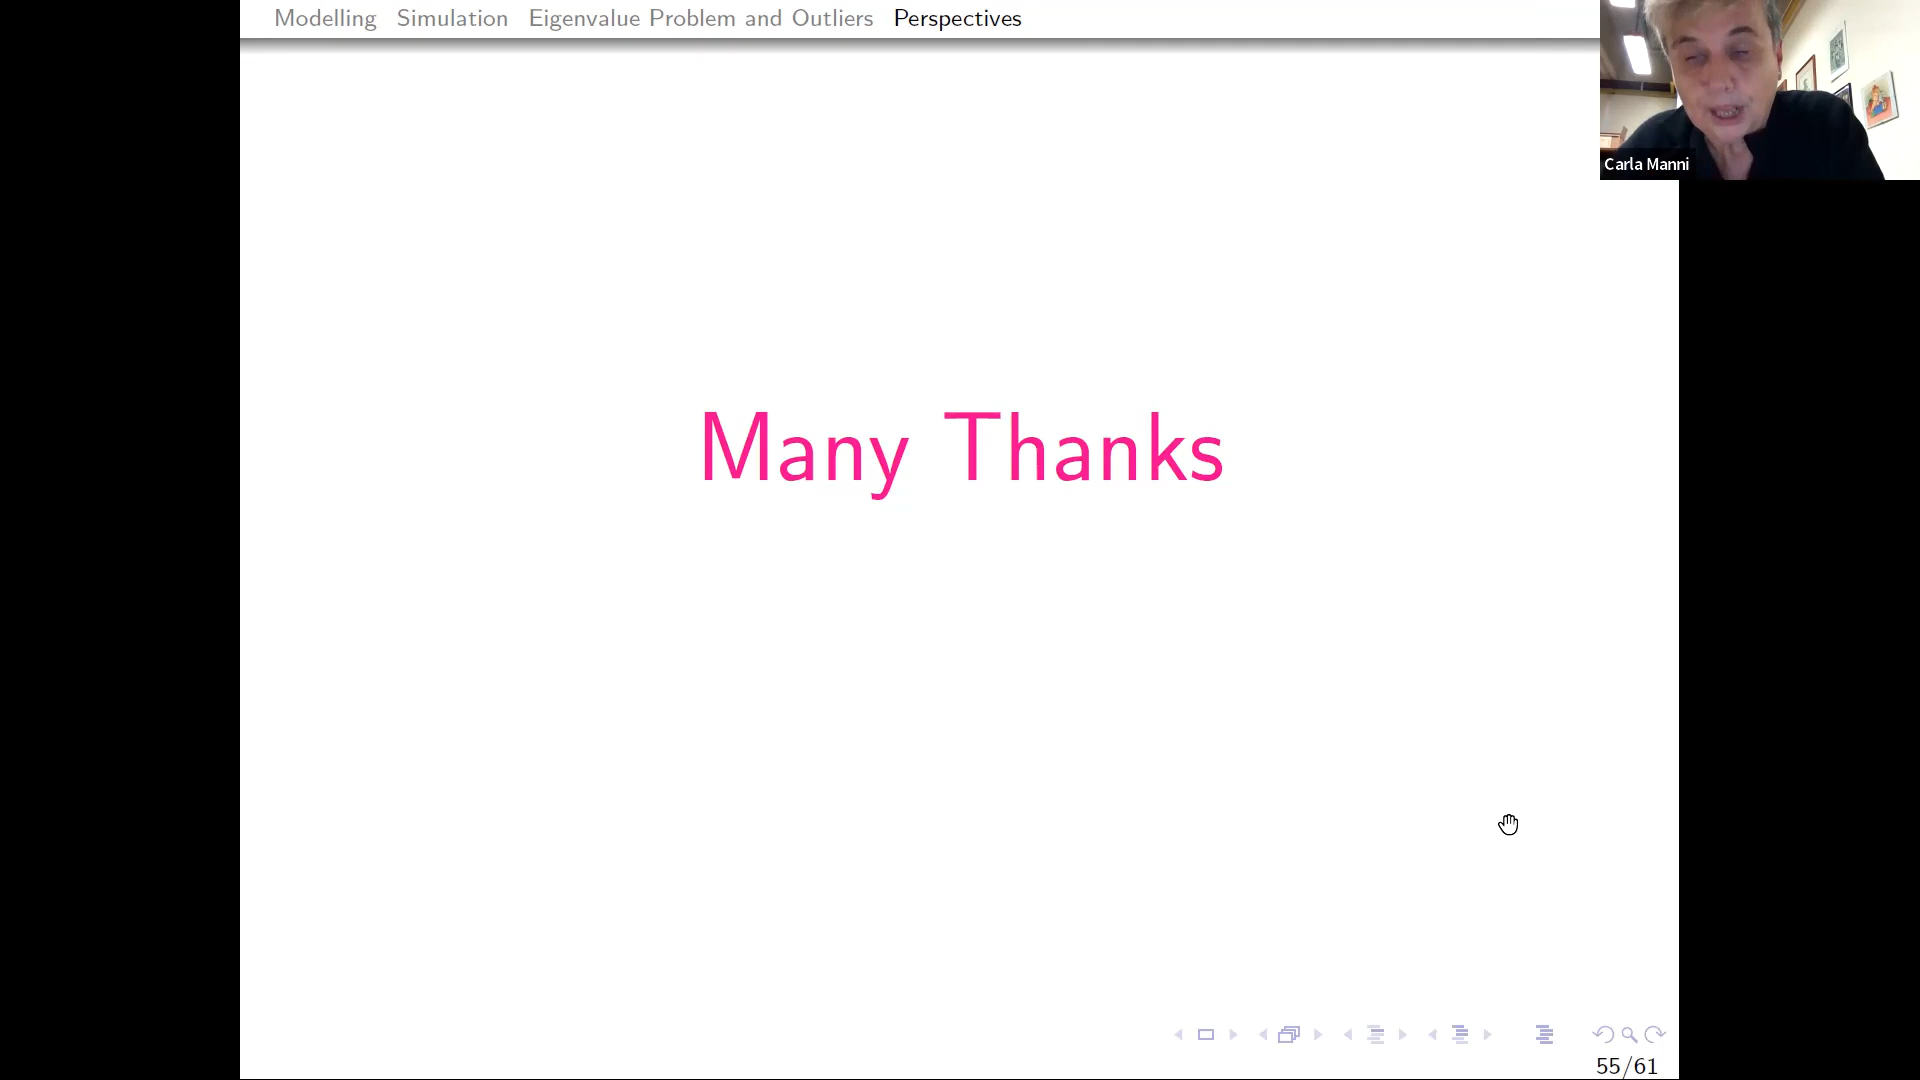 Modelling Simulation Eigenvalue Problem and Outliers Perspectives
Carla Manni
Many Thanks
55/61